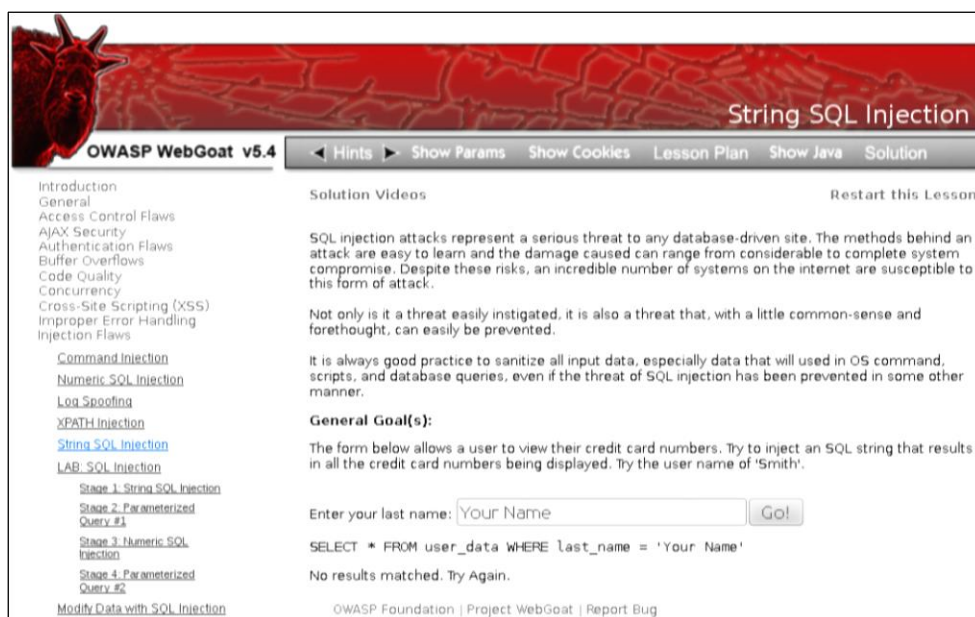 String SQL Injection
OWASP WebGoat v5.4
Hints Show Params Show Cookies Lesson Plan Show Java Solution
Introduction
General
Access Control Flaws
AJAX Security
Authentication Flaws
Buffer Overflows
Code Quality
Concurrency
Cross-Site Scripting (XSS)
Improper Error Handling
Injection Flaws
Command Injection
Numeric SQL Injection
Log Spoofing
XPATH Injection
String SQL Injection
LAB: SQL Injection
Stage 1: String SQL Injection
Stage 2: Parameterized
Query #1
Stage 3: Numeric SQL
Injection
Stage 4: Parameterized
Query #2
Modify Data with SQL Injection
Solution Videos
Restart this Lesson
SQL injection attacks represent a serious threat to any database-driven site. The methods behind an
attack are easy to learn and the damage caused can range from considerable to complete system
compromise. Despite these risks, an incredible number of systems on the internet are susceptible to
this form of attack.
Not only is it a threat easily instigated, it is also a threat that, with a little common-sense and
forethought, can easily be prevented.
It is always good practice to sanitize all input data, especially data that will used in OS command,
scripts, and database queries, even if the threat of SQL injection has been prevented in some other
manner.
General Goal(s):
The form below allows a user to view their credit card numbers. Try to inject an SQL string that results
in all the credit card numbers being displayed. Try the user name of 'Smith'.
Enter your last name: Your Name Go!
SELECT * FROM user_data WHERE last_name = 'Your Name'
No results matched. Try Again.
OWASP Foundation | Project WebGoat | Report Bug